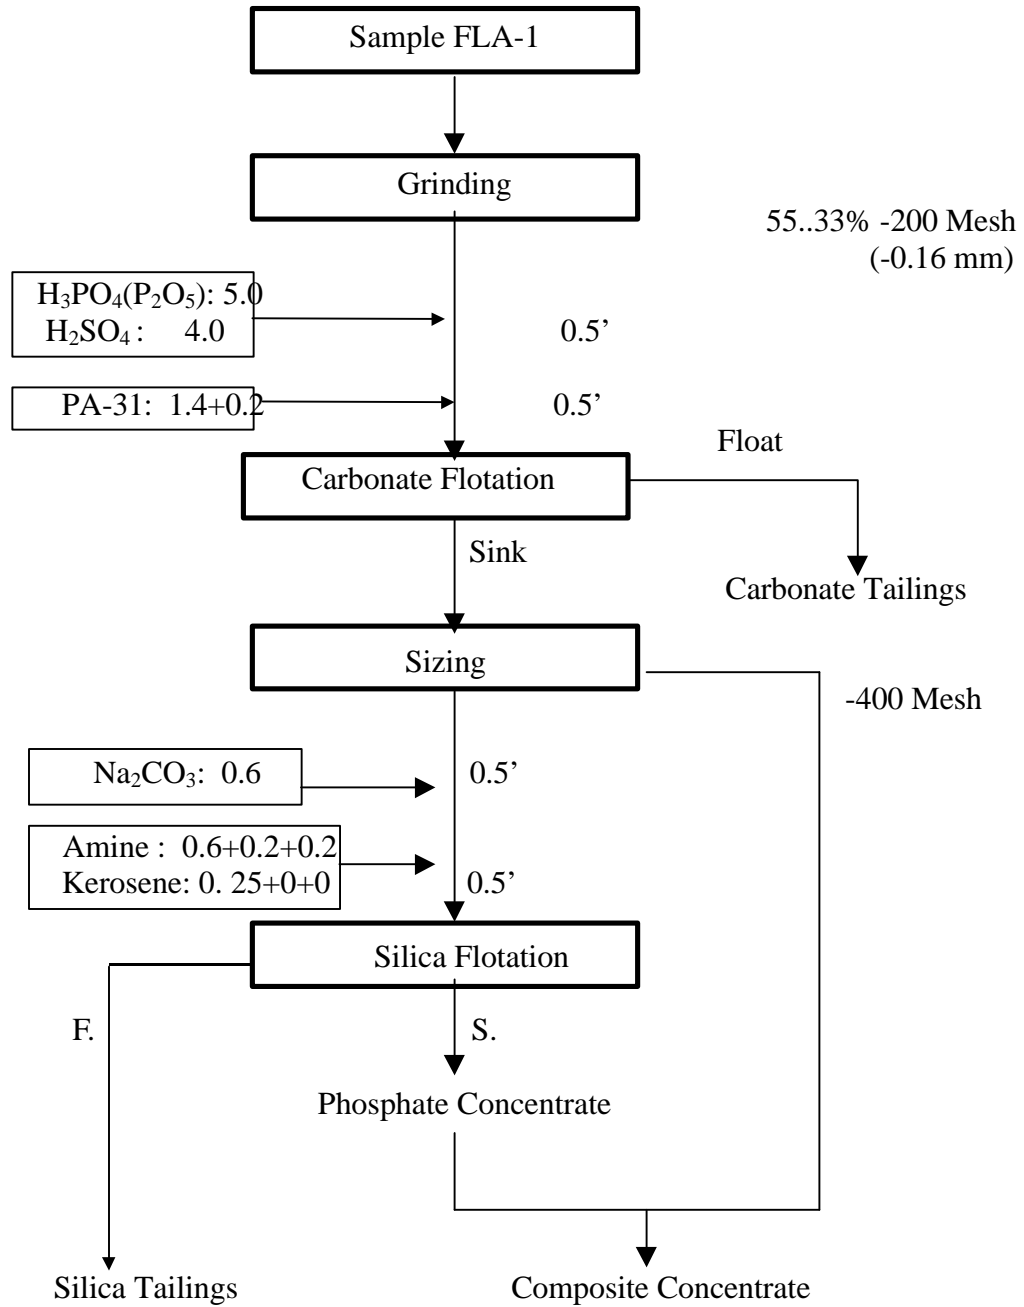 Sample FLA-1
Grinding
55..33% -200 Mesh
(-0.16 mm)
H₃PO₄(P₂O₅): 5.0
H₂SO₄ : 4.0
0.5’
PA-31: 1.4+0.2
0.5’
Float
Carbonate Flotation
Sink
Carbonate Tailings
Sizing
-400 Mesh
Na₂CO₃: 0.6
0.5’
Amine : 0.6+0.2+0.2
Kerosene: 0. 25+0+0
0.5’
Silica Flotation
F.
S.
Phosphate Concentrate
Silica Tailings
Composite Concentrate